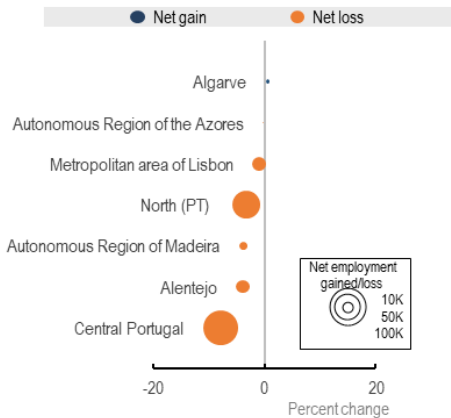 Net gain Net loss
Algarve
Autonomous Region of the Azores
Metropolitan area of Lisbon
North (PT)
Autonomous Region of Madeira
Alentejo
Central Portugal
Net employment
gained/loss
10K
50K
100K
-20 0 20
Percent change